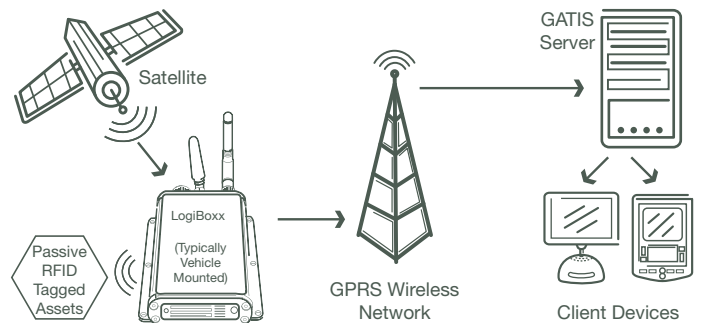 Satellite
GATIS
Server
LogiBoxx
(Typically
Vehicle
Mounted)
Passive
RFID
Tagged
Assets
GPRS Wireless
Network
Client Devices